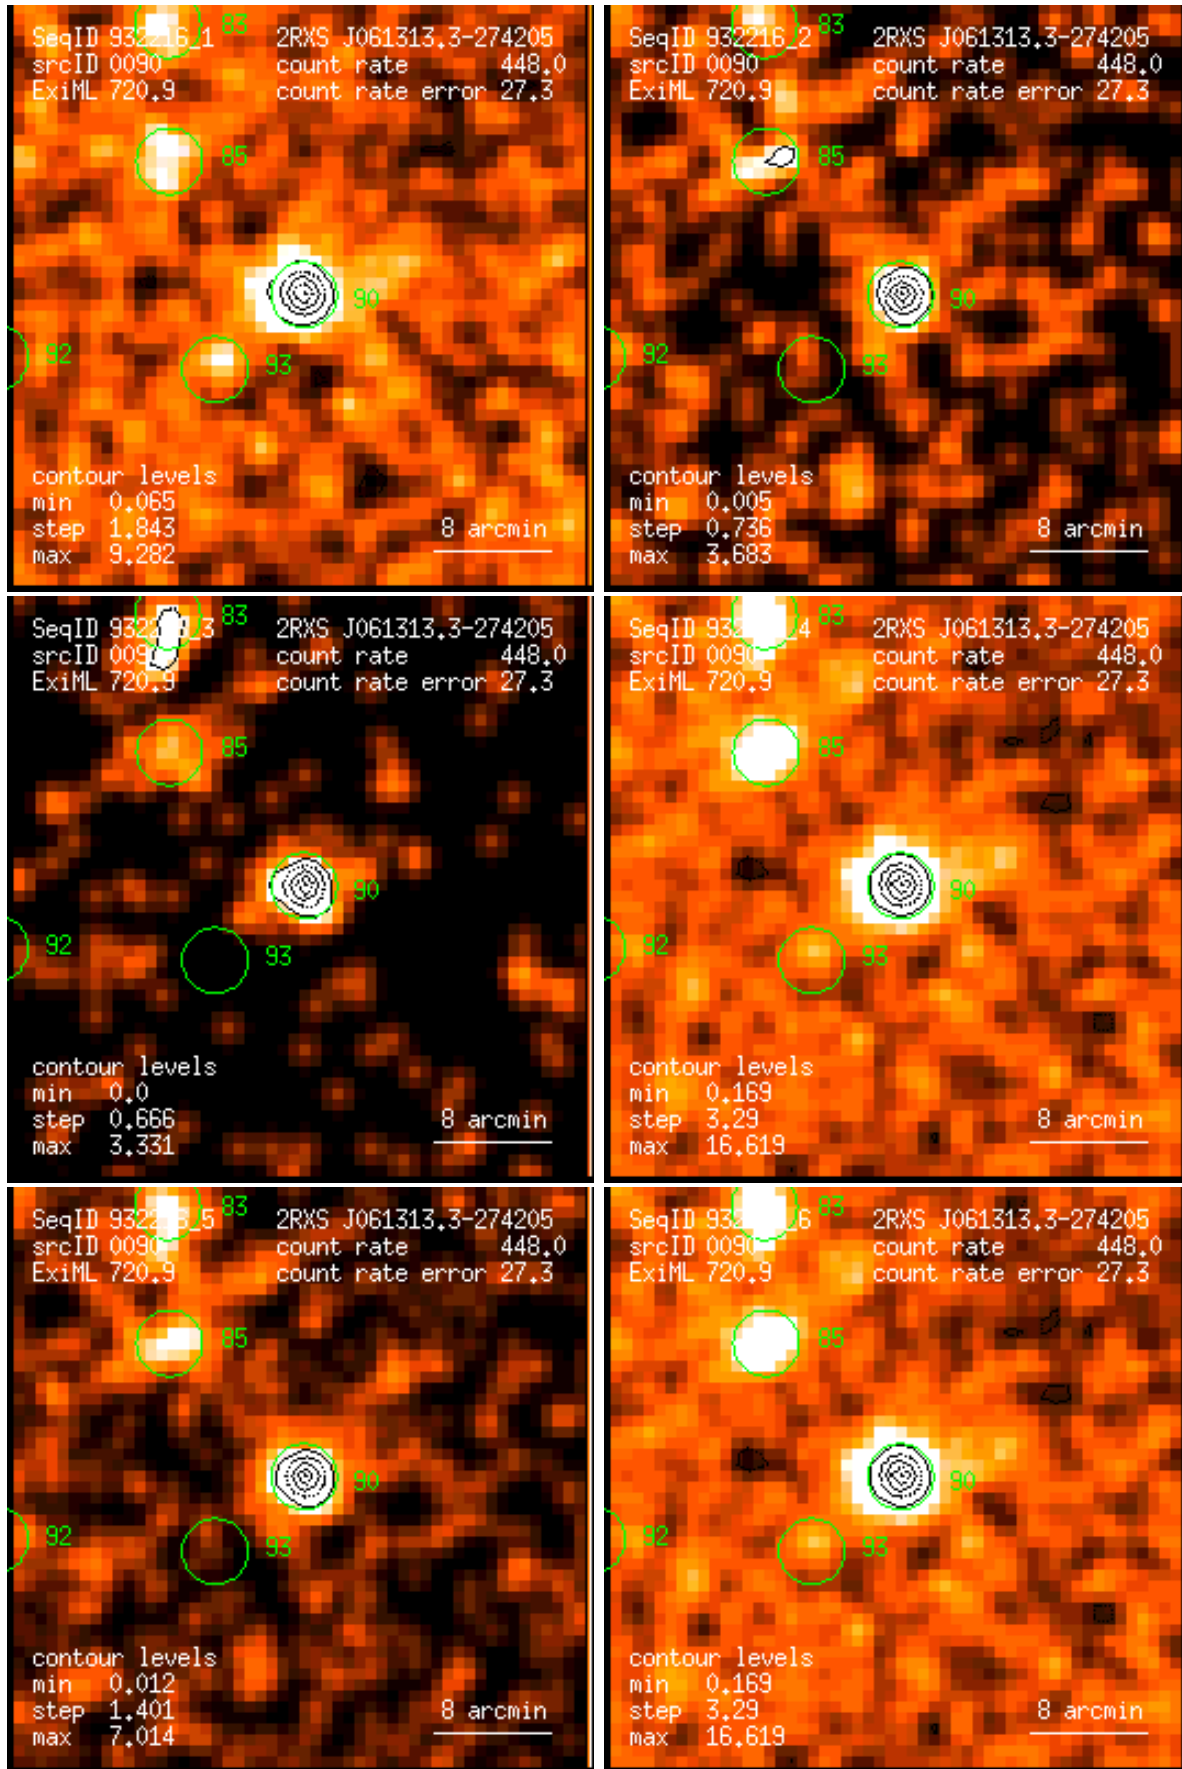 83
SeqID 932216_1 2RXS J061313.3-274205
srcID 0090 count rate 448.0
ExiML 720.9 count rate error 27.3
85
90
92
93
contour levels
min 0.065
step 1.843 8 arcmin
max 9.282
83
SeqID 932216_2 2RXS J061313.3-274205
srcID 0090 count rate 448.0
ExiML 720.9 count rate error 27.3
85
90
92
93
contour levels
min 0.005
step 0.736 8 arcmin
max 3.683
83
SeqID 3 2RXS J061313.3-274205
srcID count rate 448.0
ExiML 720.9 count rate error 27.3
85
90
92
93
contour levels
min 0.0
step 0.666 8 arcmin
max 3.331
83
SeqID 4 2RXS J061313.3-274205
srcID 0090 count rate 448.0
ExiML 720.9 count rate error 27.3
85
90
92
93
contour levels
min 0.169
step 3.29 8 arcmin
max 16.619
83
SeqID 5 2RXS J061313.3-274205
srcID 0090 count rate 448.0
ExiML 720.9 count rate error 27.3
85
90
92
93
contour levels
min 0.012
step 1.401 8 arcmin
max 7.014
83
SeqID 6 2RXS J061313.3-274205
srcID 0090 count rate 448.0
ExiML 720.9 count rate error 27.3
85
90
92
93
contour levels
min 0.169
step 3.29 8 arcmin
max 16.619